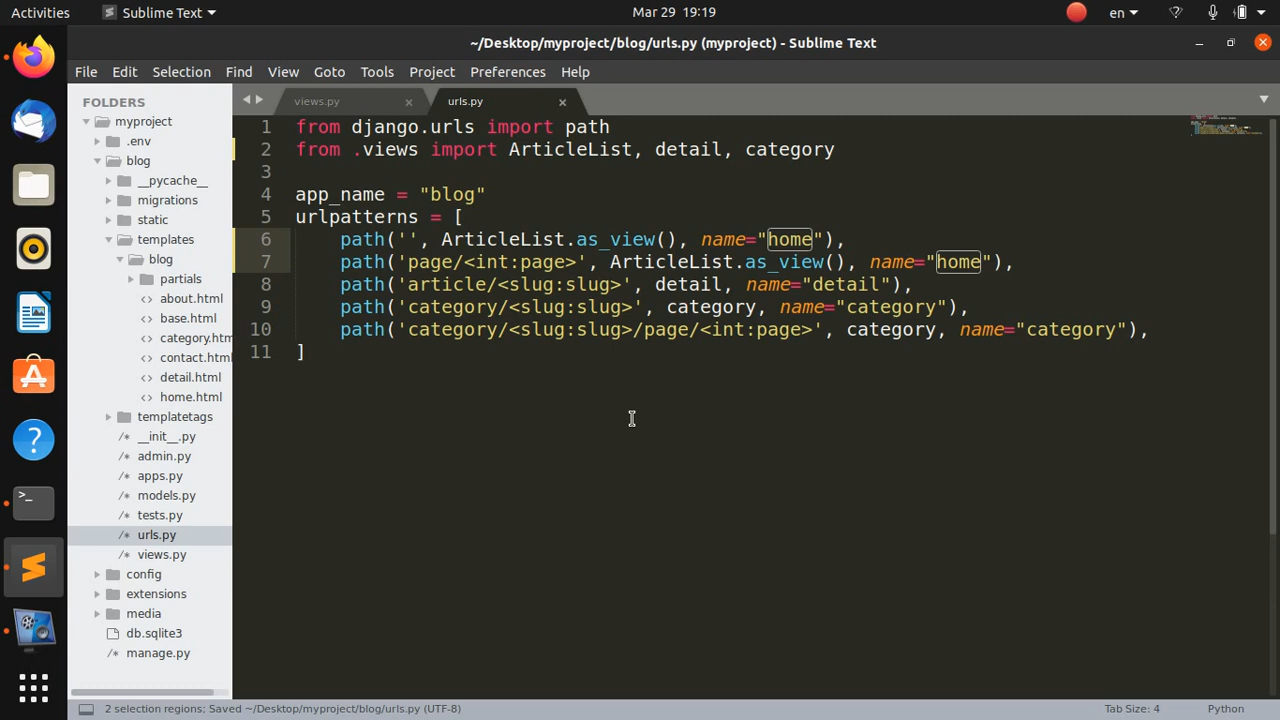 Activities
Sublime Text
Mar 29 19:19
en
~/Desktop/myproject/blog/urls.py (myproject) - Sublime Text
File Edit Selection Find View Goto Tools Project Preferences Help
FOLDERS
myproject
.env
blog
__pycache__
migrations
static
templates
blog
partials
about.html
base.html
category.htm
contact.html
detail.html
home.html
templatetags
__init__.py
admin.py
apps.py
models.py
tests.py
urls.py
views.py
config
extensions
media
db.sqlite3
manage.py
views.py
urls.py
1 from django.urls import path
2 from .views import ArticleList, detail, category
3
4 app_name = "blog"
5 urlpatterns = [
6     path('', ArticleList.as_view(), name="home"),
7     path('page/<int:page>', ArticleList.as_view(), name="home"),
8     path('article/<slug:slug>', detail, name="detail"),
9     path('category/<slug:slug>', category, name="category"),
10     path('category/<slug:slug>/page/<int:page>', category, name="category"),
11 ]
2 selection regions; Saved ~/Desktop/myproject/blog/urls.py (UTF-8)
Tab Size: 4
Python